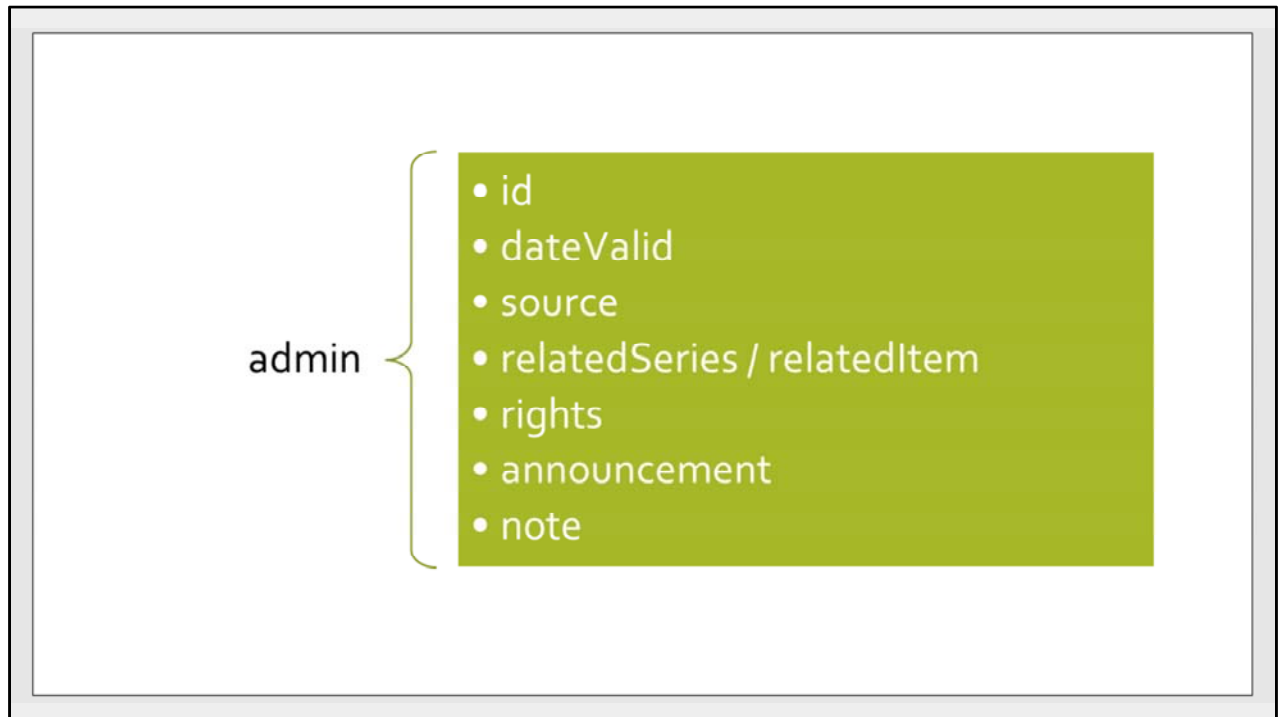 admin
• id
• dateValid
• source
• relatedSeries / relatedItem
• rights
• announcement
• note